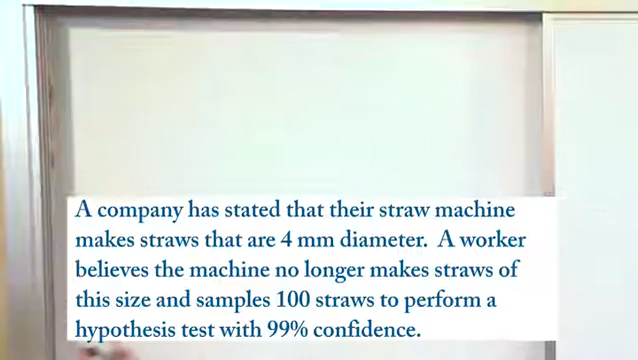 A company has stated that their straw machine
makes straws that are 4 mm diameter. A worker
believes the machine no longer makes straws of
this size and samples 100 straws to perform a
hypothesis test with 99% confidence.